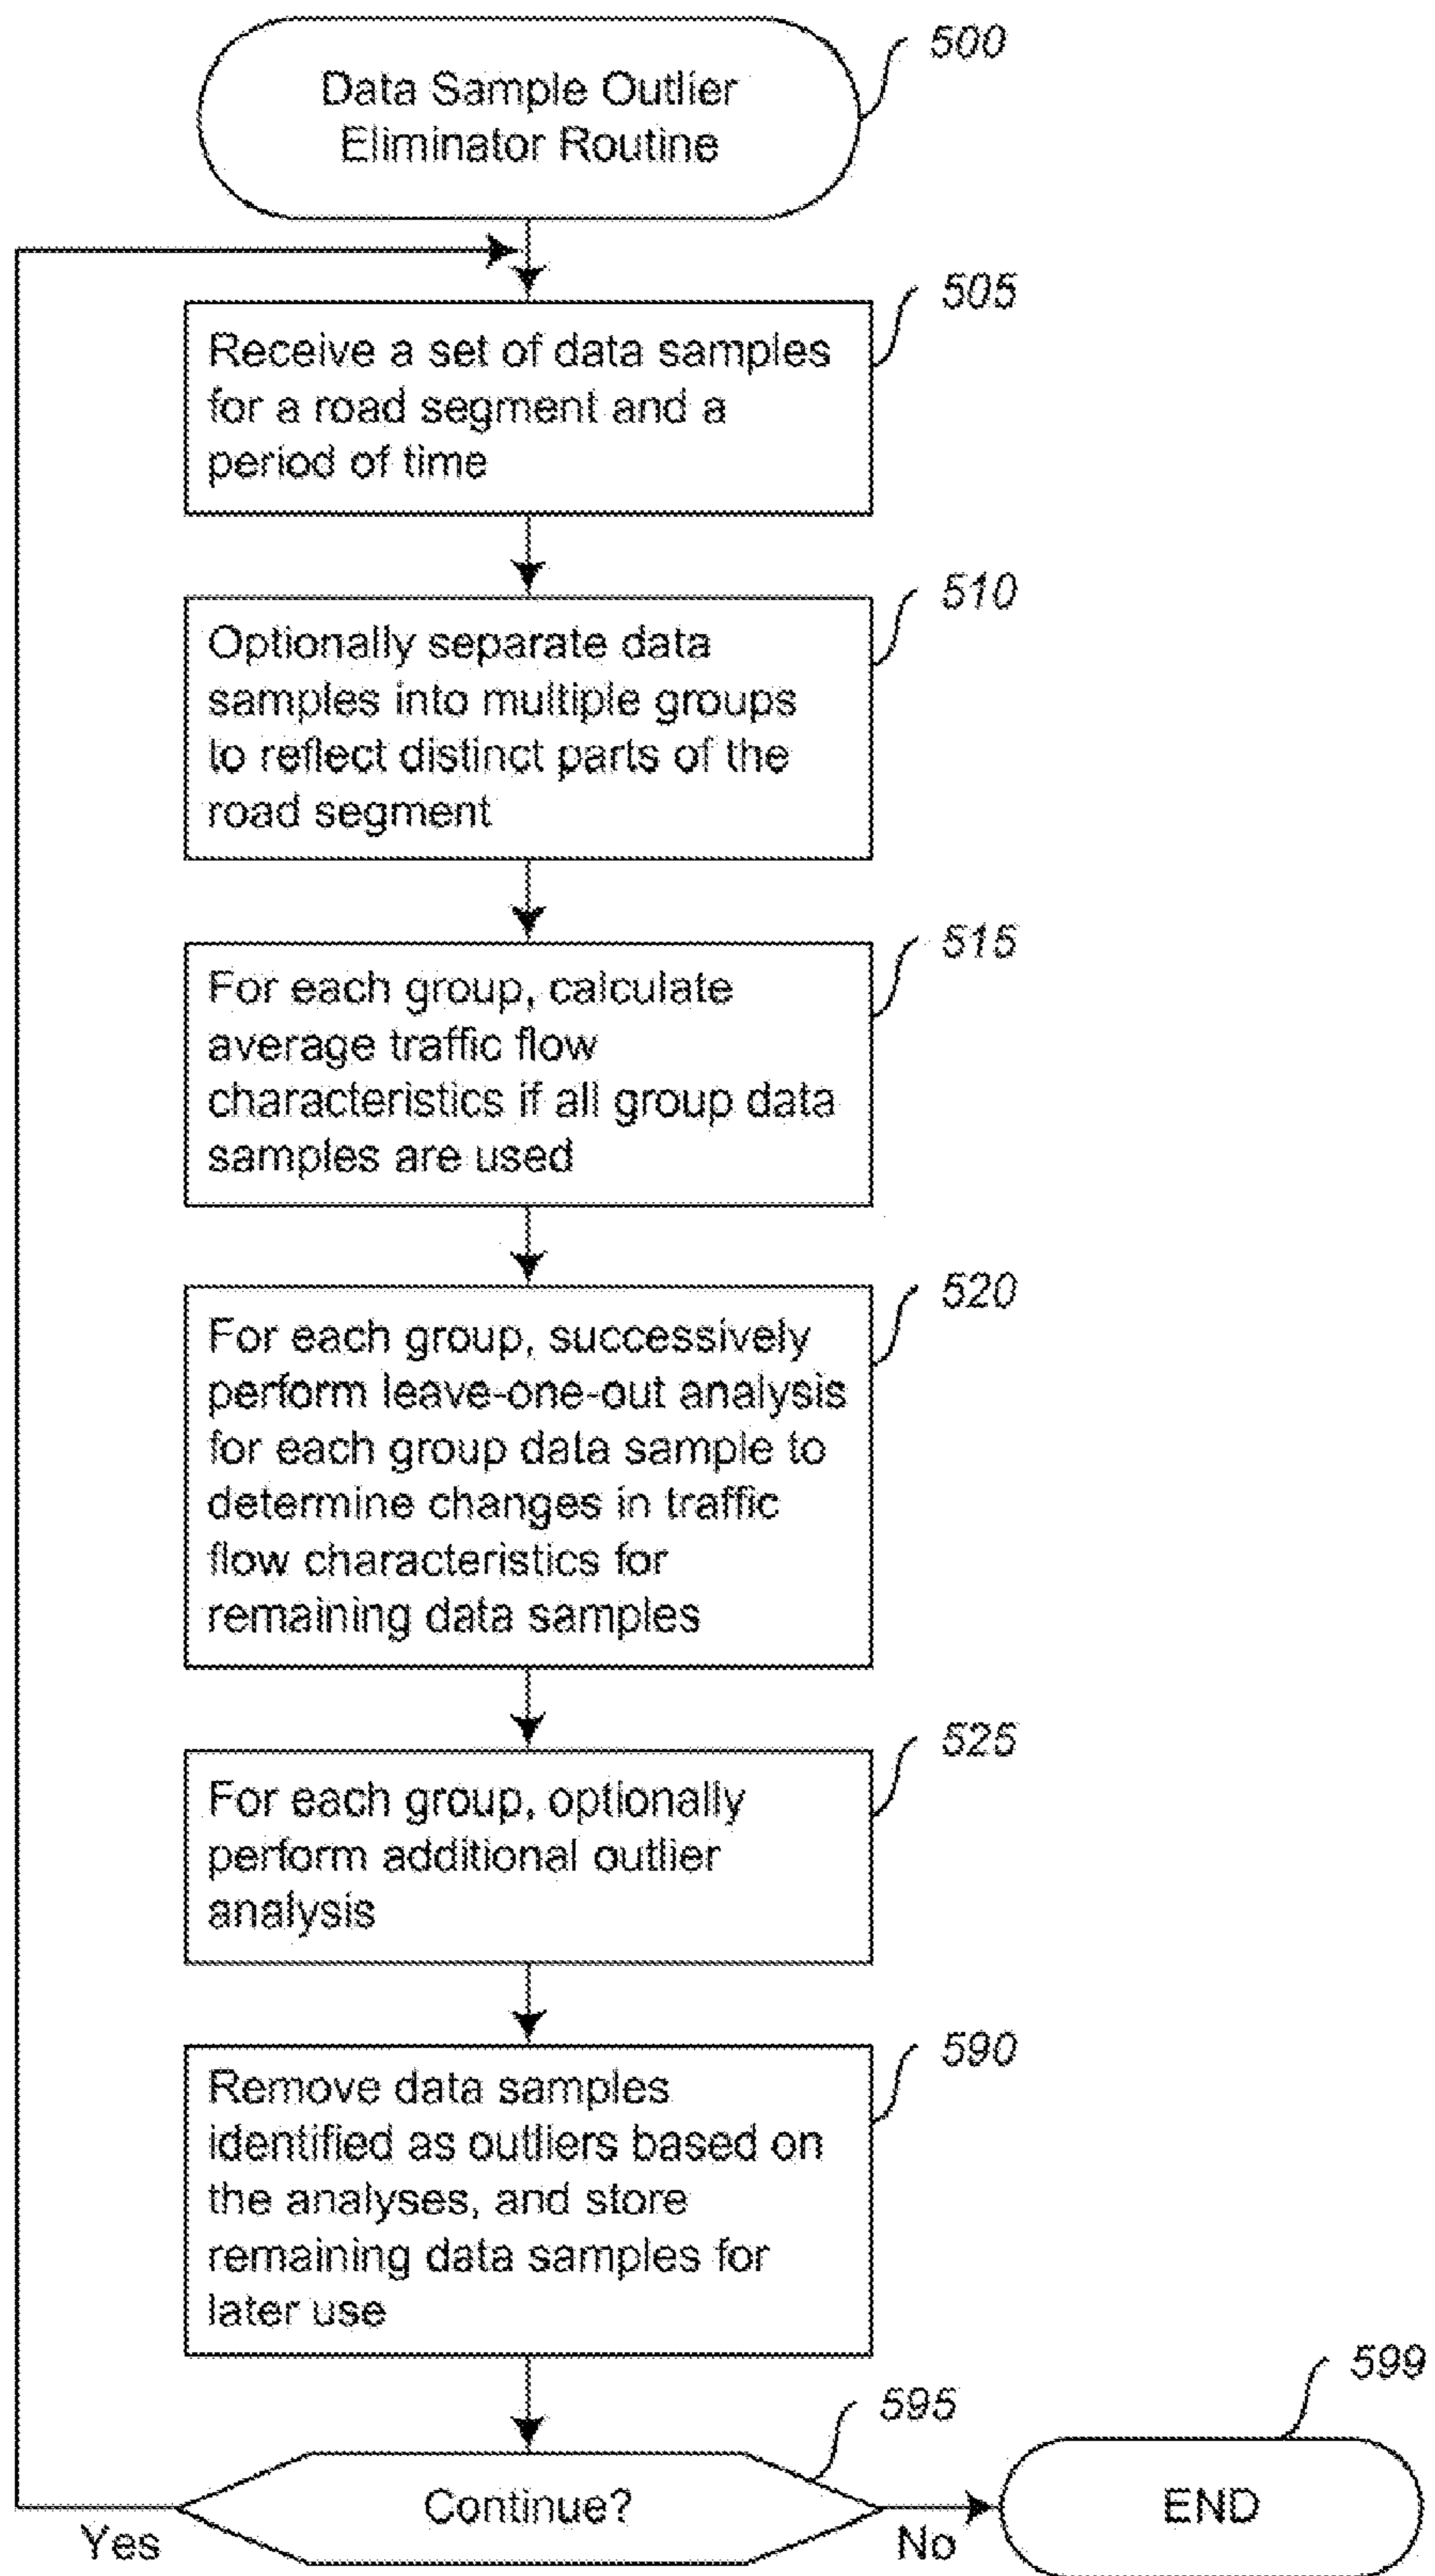 500
Data Sample Outlier
Eliminator Routine
505
Receive a set of data samples
for a road segment and a
period of time
510
Optionally separate data
samples into multiple groups
to reflect distinct parts of the
road segment
515
For each group, calculate
average traffic flow
characteristics if all group data
samples are used
520
For each group, successively
perform leave-one-out analysis
for each group data sample to
determine changes in traffic
flow characteristics for
remaining data samples
525
For each group, optionally
perform additional outlier
analysis
590
Remove data samples
identified as outliers based on
the analyses, and store
remaining data samples for
later use
595
599
Continue?
END
Yes
No